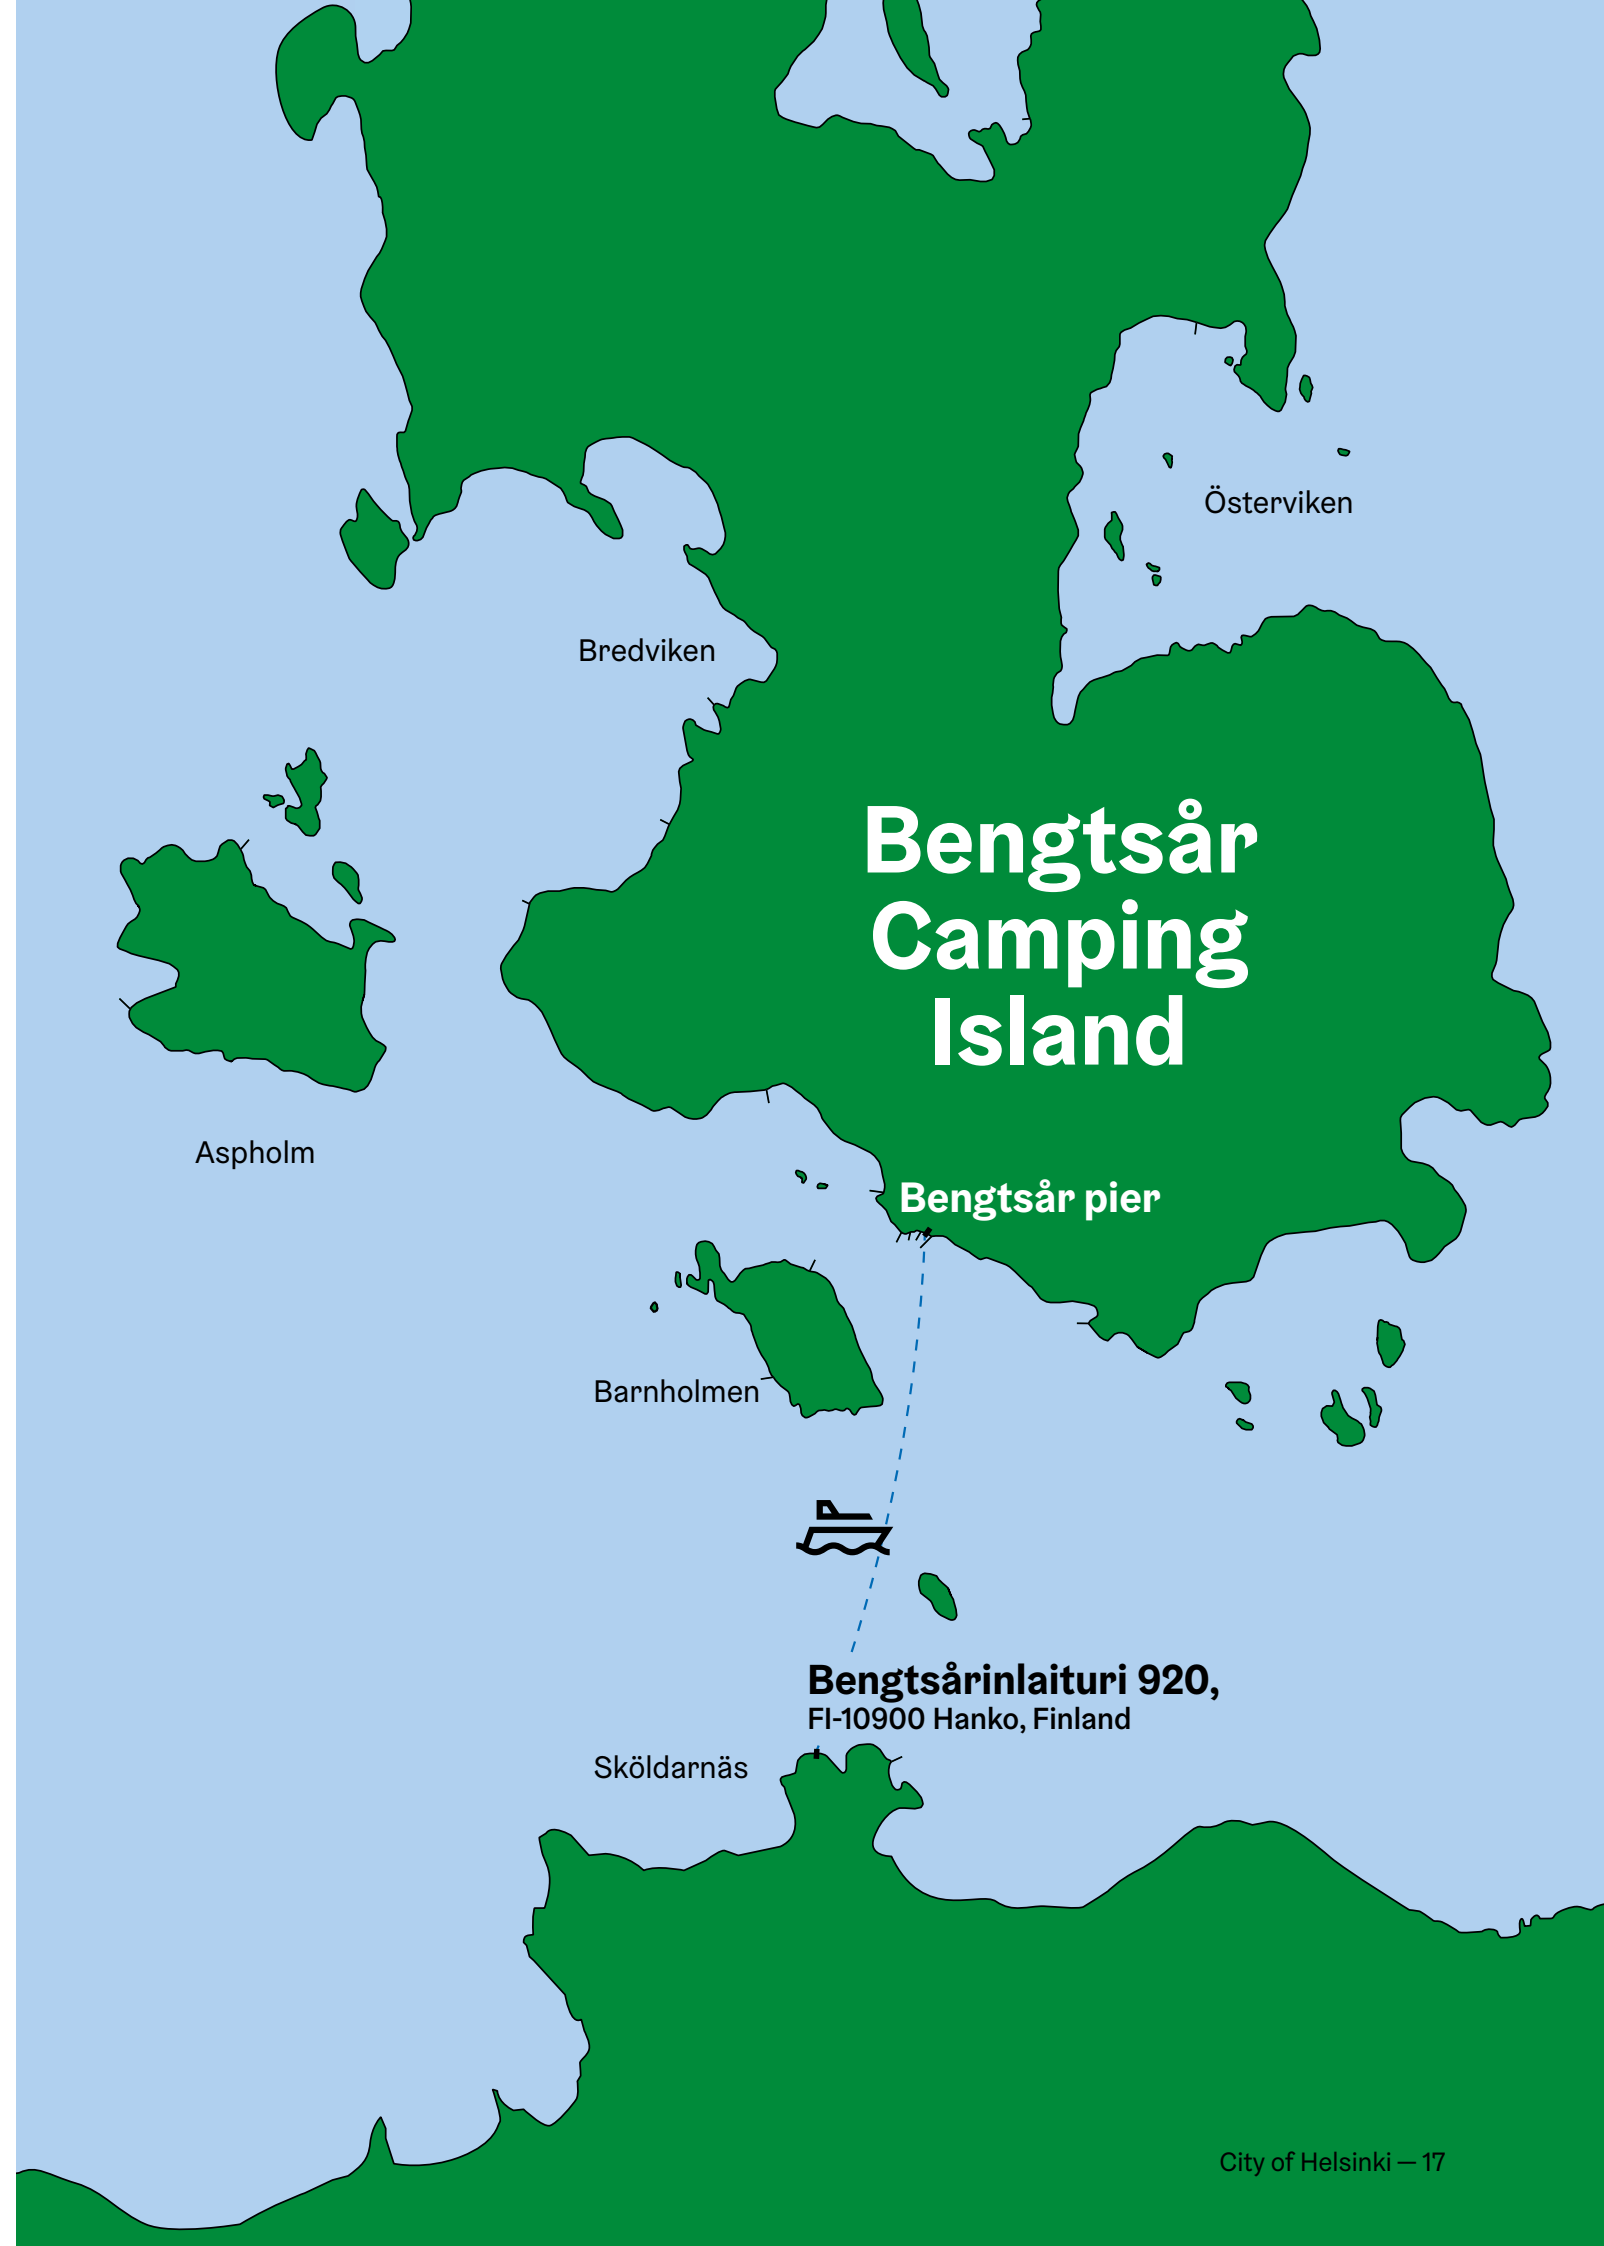 Österviken
Bredviken
Bengtsår
Camping
Island
Aspholm
Bengtsår pier
Barnholmen
Bengtsårinlaituri 920,
FI-10900 Hanko, Finland
Sköldarnäs
City of Helsinki — 17